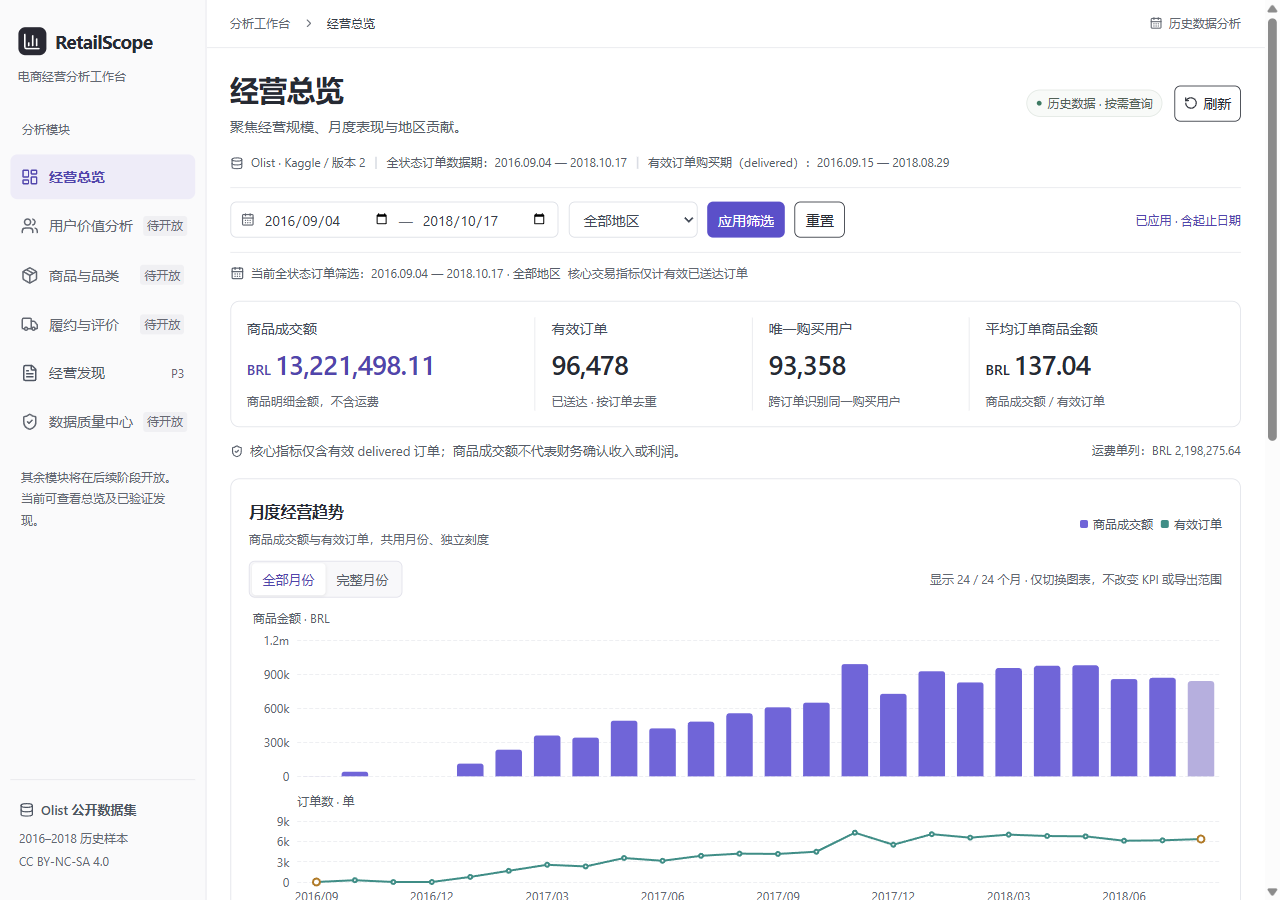 RetailScope
电商经营分析工作台
分析模块
经营总览
用户价值分析 待开放
商品与品类 待开放
履约与评价 待开放
经营发现 P3
数据质量中心 待开放
其余模块将在后续阶段开放。
当前可查看总览及已验证发
现。
Olist 公开数据集
2016–2018 历史样本
CC BY-NC-SA 4.0
分析工作台 > 经营总览
历史数据分析
经营总览
聚焦经营规模、月度表现与地区贡献。
历史数据 · 按需查询
刷新
Olist · Kaggle / 版本 2 | 全状态订单数据期：2016.09.04 — 2018.10.17 | 有效订单购买期（delivered）：2016.09.15 — 2018.08.29
2016/09/04 — 2018/10/17 全部地区 应用筛选 重置
已应用 · 含起止日期
当前全状态订单筛选：2016.09.04 — 2018.10.17 · 全部地区 核心交易指标仅计有效已送达订单
商品成交额
BRL 13,221,498.11
商品明细金额，不含运费
有效订单
96,478
已送达 · 按订单去重
唯一购买用户
93,358
跨订单识别同一购买用户
平均订单商品金额
BRL 137.04
商品成交额 / 有效订单
核心指标仅含有效 delivered 订单；商品成交额不代表财务确认收入或利润。
运费单列：BRL 2,198,275.64
月度经营趋势
商品成交额与有效订单，共用月份、独立刻度
商品成交额 有效订单
全部月份 完整月份
显示 24 / 24 个月 · 仅切换图表，不改变 KPI 或导出范围
商品金额 · BRL
1.2m
900k
600k
300k
0
订单数 · 单
9k
6k
3k
0
2016/09 2016/12 2017/03 2017/06 2017/09 2017/12 2018/03 2018/06